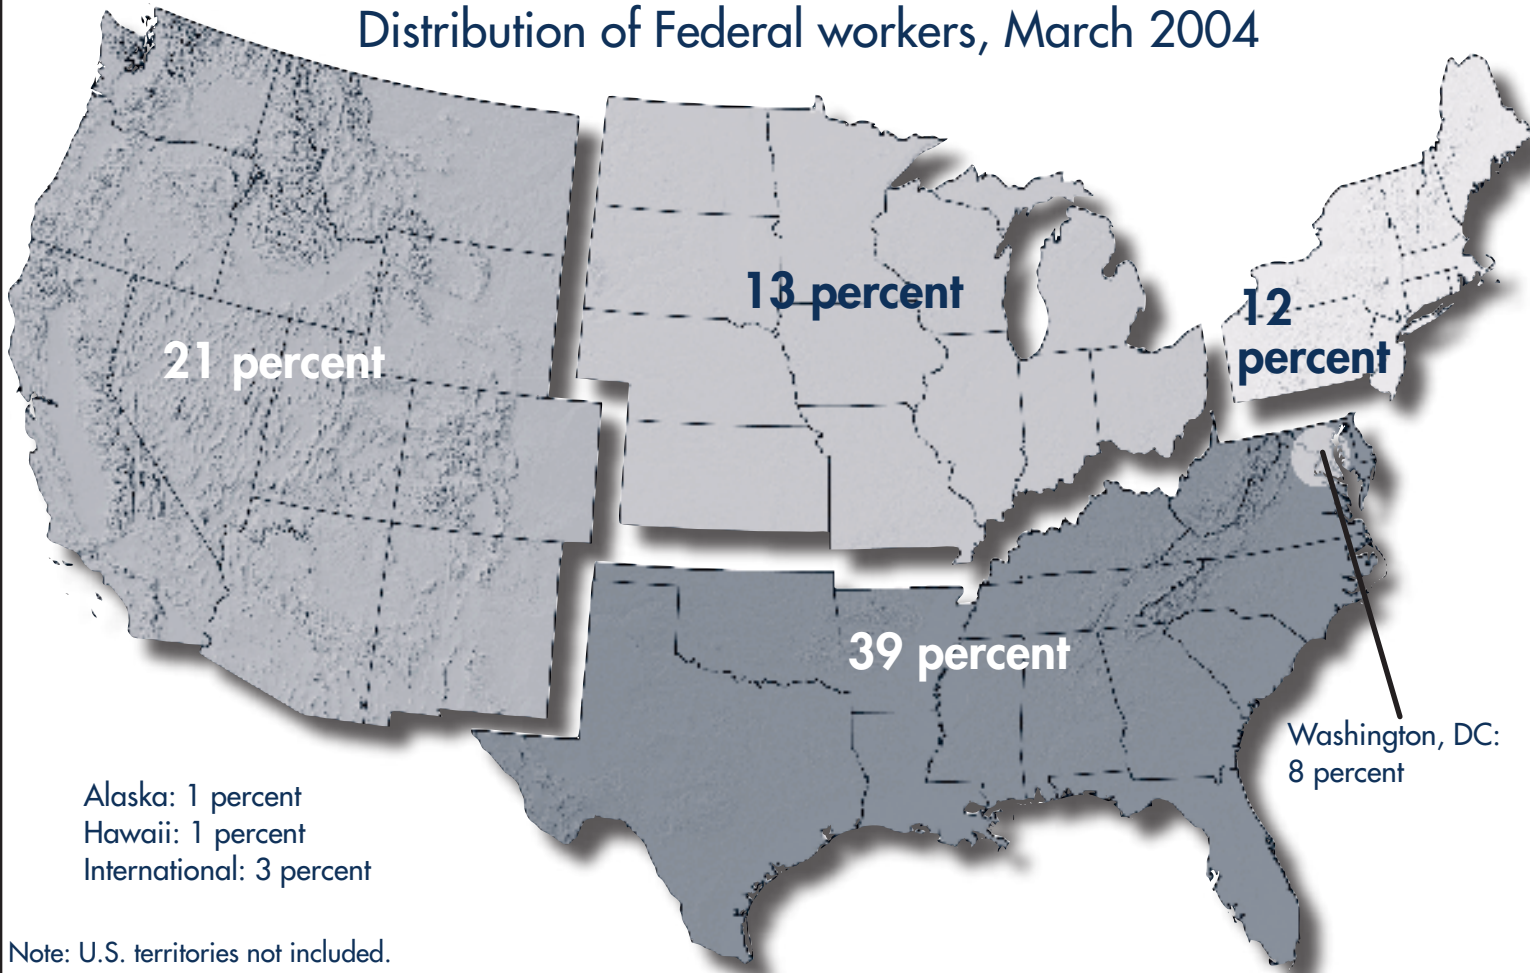 Distribution of Federal workers, March 2004
13 percent
12
percent
21 percent
39 percent
Washington, DC:
8 percent
Alaska: 1 percent
Hawaii: 1 percent
International: 3 percent
Note: U.S. territories not included.